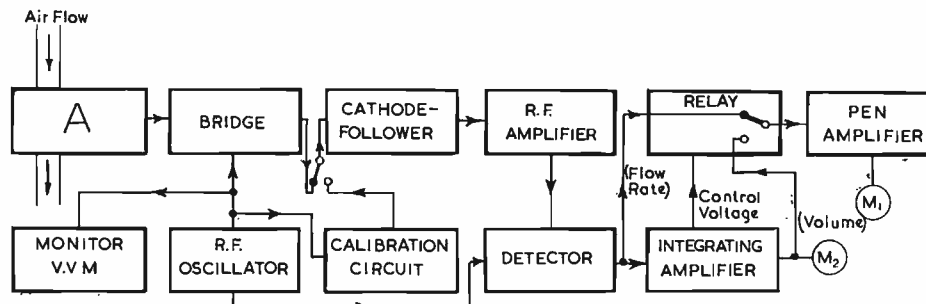 Air Flow
A
BRIDGE
CATHODE-
FOLLOWER
R.F.
AMPLIFIER
RELAY
PEN
AMPLIFIER
(Flow
Rate)
Control
Voltage
(Volume)
M1
MONITOR
V.V M
R.F.
OSCILLATOR
CALIBRATION
CIRCUIT
DETECTOR
INTEGRATING
AMPLIFIER
M2